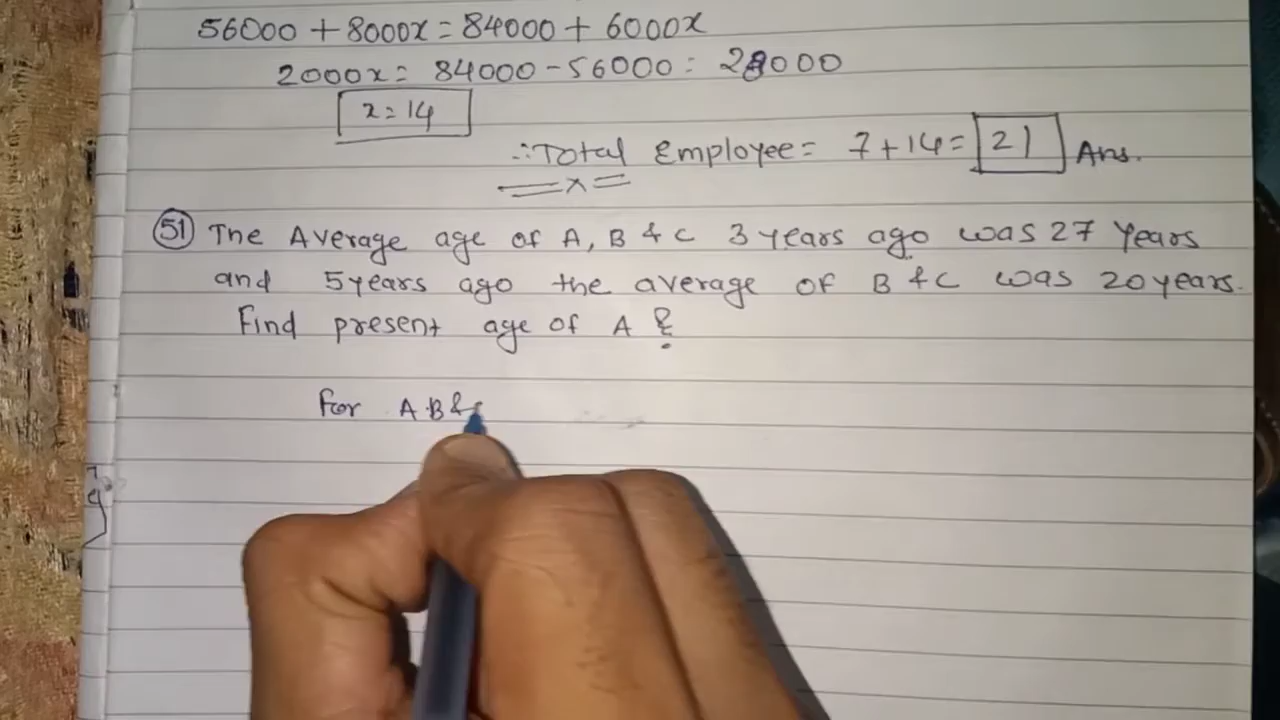 56000 + 8000x = 84000 + 6000x
2000x = 84000 - 56000 = 28000
x = 14
∴ Total Employee = 7 + 14 = 21 Ans.
51 The Average age of A, B & C 3 years ago was 27 Years
and 5 years ago the average of B & C was 20 years.
Find present age of A ?
For A.B &